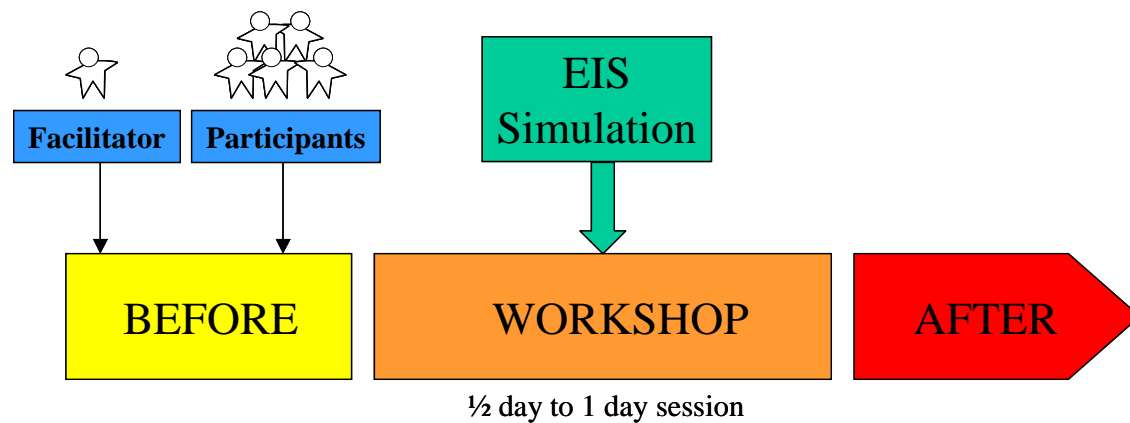 Facilitator
Participants
EIS
Simulation
BEFORE
WORKSHOP
AFTER
½ day to 1 day session